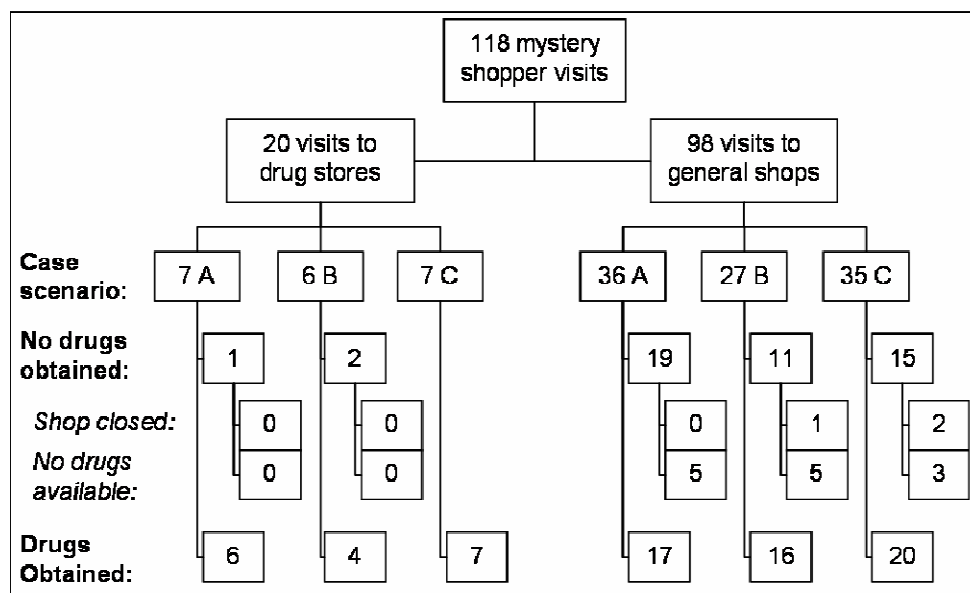 118 mystery
shopper visits
20 visits to
drug stores
98 visits to
general shops
Case
scenario:
7 A
6 B
7 C
36 A
27 B
35 C
No drugs
obtained:
1
2
19
11
15
Shop closed:
0
0
0
1
2
No drugs
available:
0
0
5
5
3
Drugs
Obtained:
6
4
7
17
16
20